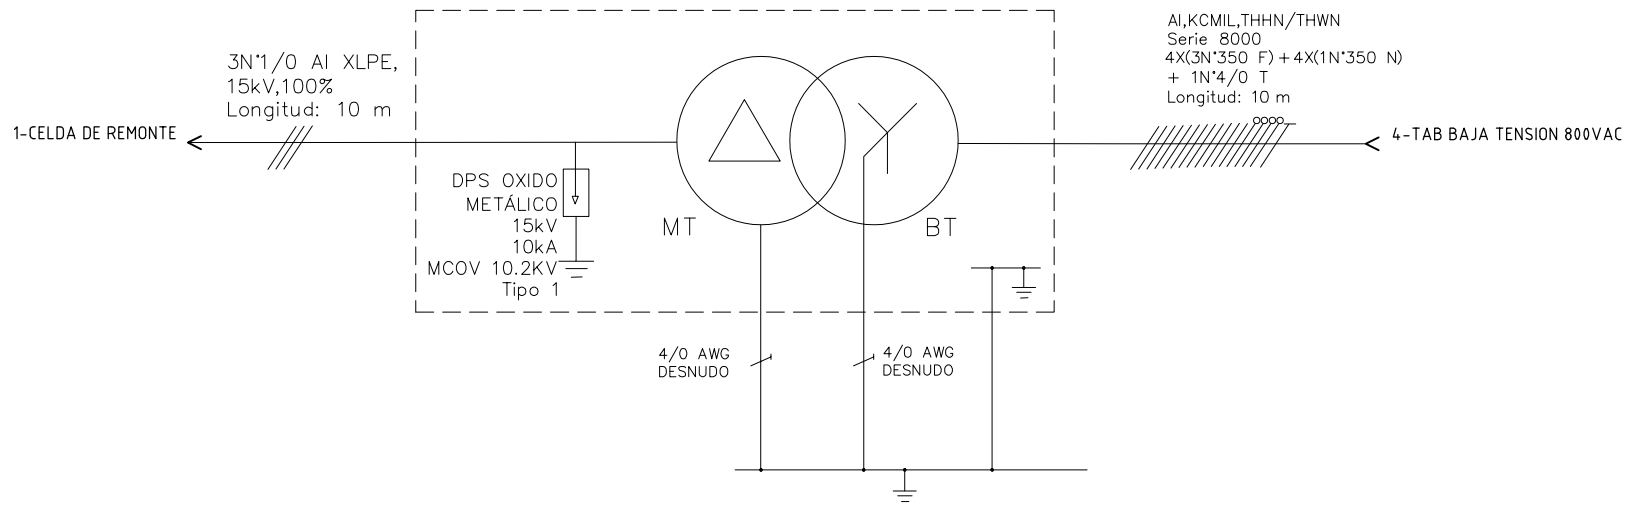 3N°1/0 Al XLPE,
15kV,100%
Longitud: 10 m
1-CELDA DE REMONTE
DPS OXIDO
METÁLICO
15kV
10kA
MCOV 10.2KV
Tipo 1
MT
BT
Al,KCMIL,THHN/THWN
Serie 8000
4X(3N°350 F)+4X(1N°350 N)
+ 1N°4/0 T
Longitud: 10 m
4-TAB BAJA TENSION 800VAC
4/0 AWG
DESNUDO
4/0 AWG
DESNUDO